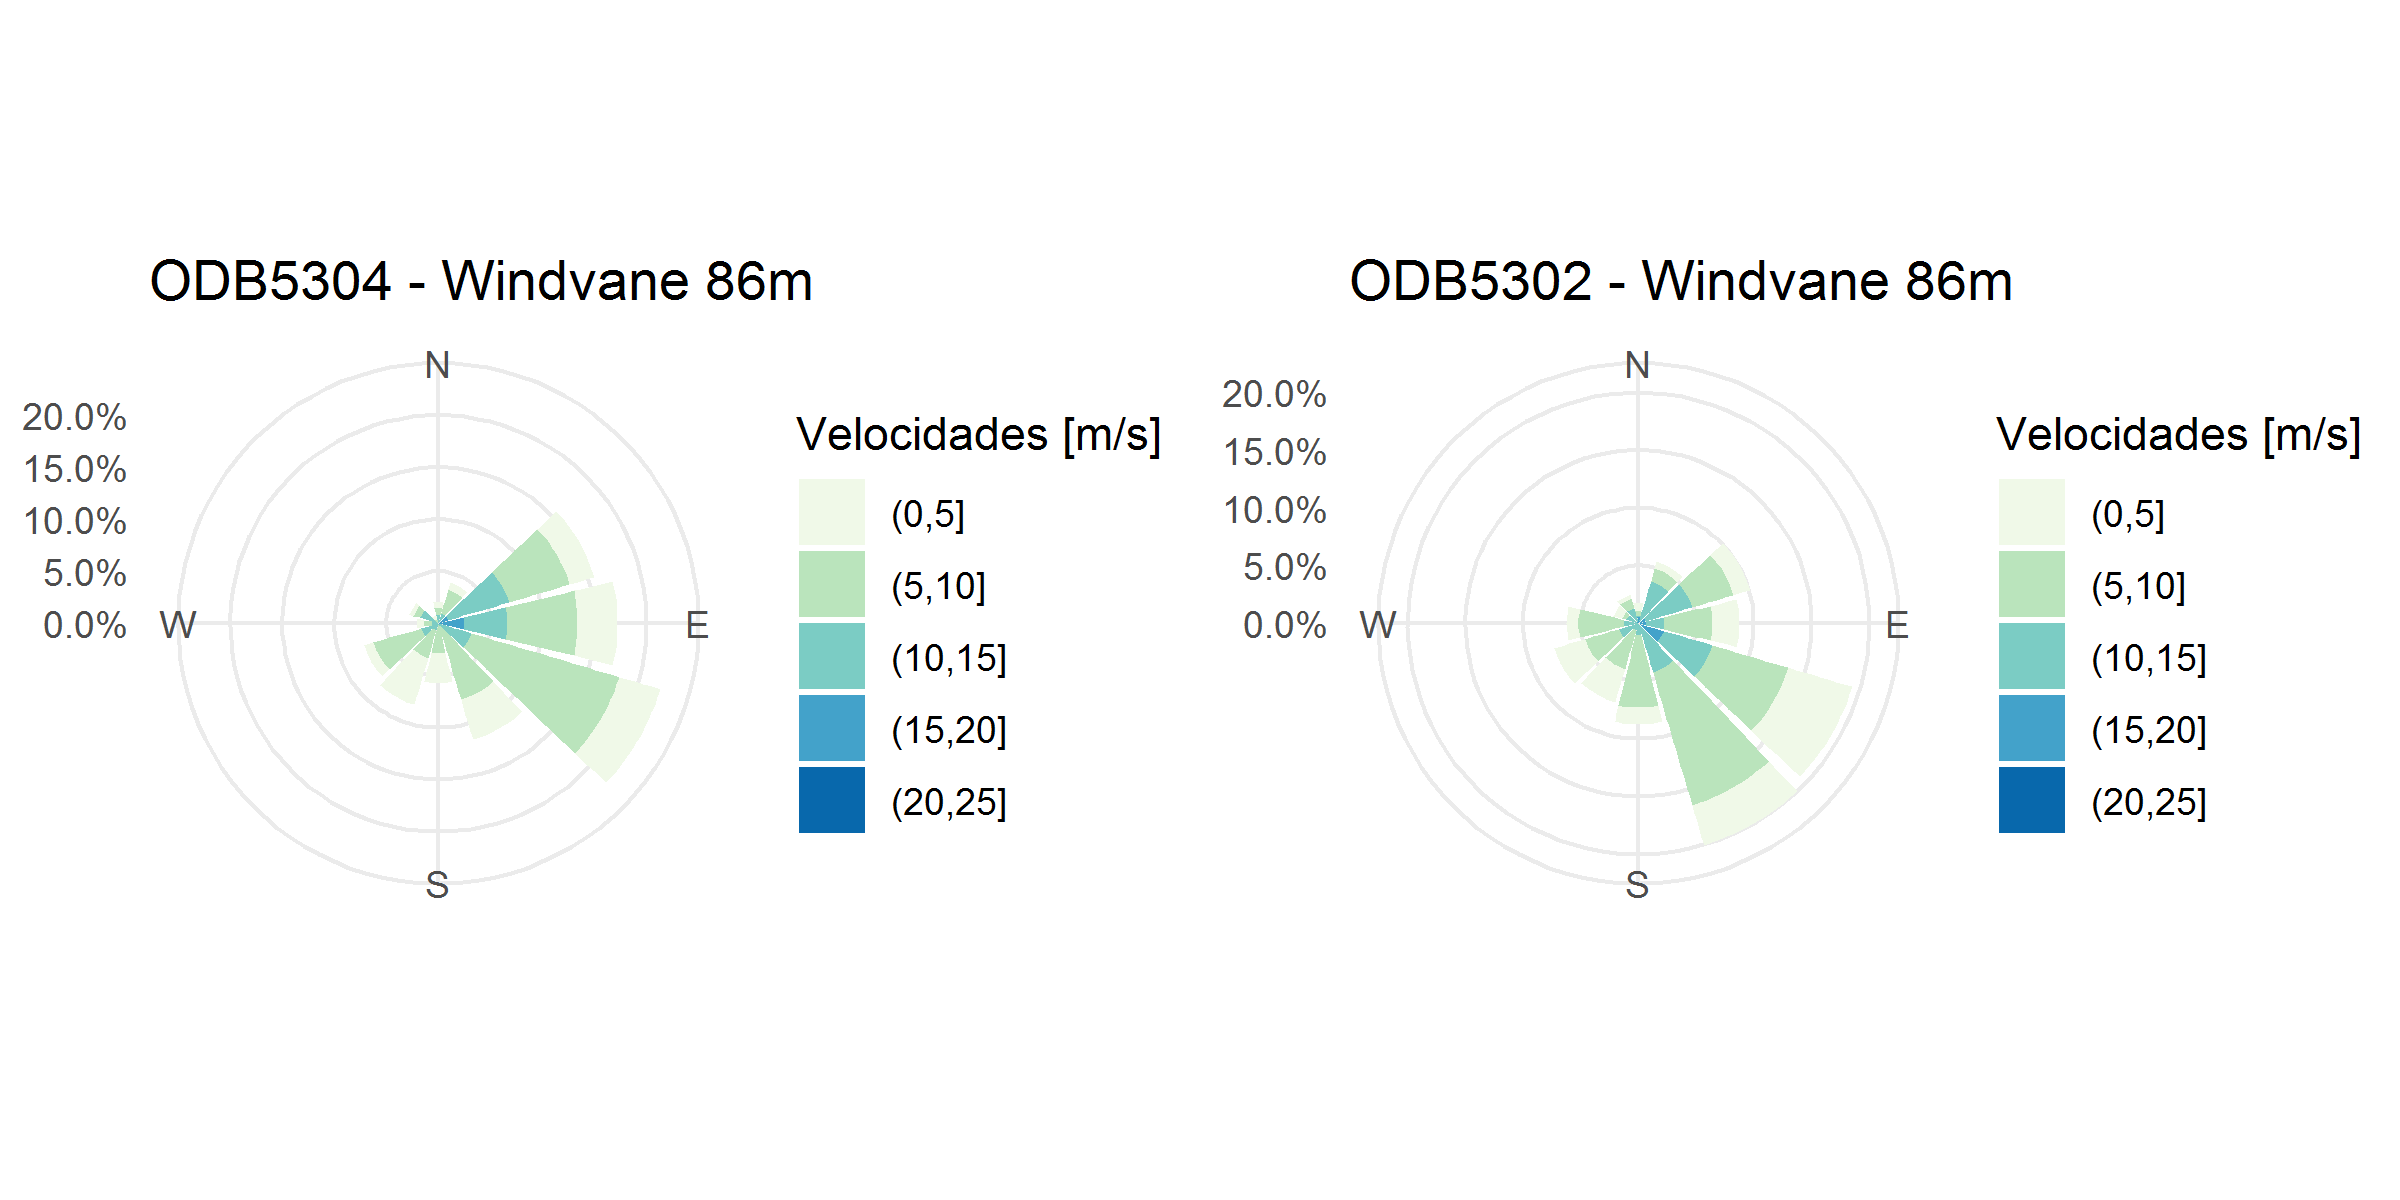 ODB5304 - Windvane 86m
20.0%
15.0%
10.0%
5.0%
0.0%
N
W
E
S
Velocidades [m/s]
(0,5]
(5,10]
(10,15]
(15,20]
(20,25]
ODB5302 - Windvane 86m
20.0%
15.0%
10.0%
5.0%
0.0%
N
W
E
S
Velocidades [m/s]
(0,5]
(5,10]
(10,15]
(15,20]
(20,25]